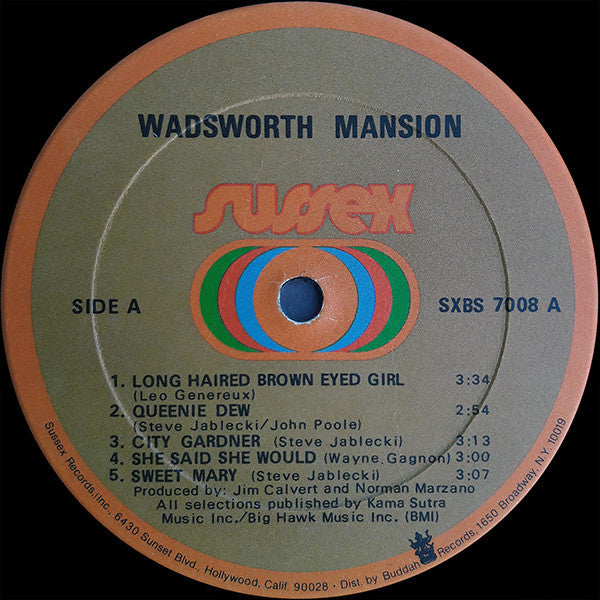 WADSWORTH MANSION
sussex
SIDE A
SXBS 7008 A
1. LONG HAIRED BROWN EYED GIRL 3:34
(Leo Genereux)
2. QUEENIE DEW 2:54
(Steve Jablecki/John Poole)
3. CITY GARDNER (Steve Jablecki) 3:13
4. SHE SAID SHE WOULD (Wayne Gagnon) 3:00
5. SWEET MARY (Steve Jablecki) 3:07
Produced by: Jim Calvert and Norman Marzano
All selections published by Kama Sutra
Music Inc./Big Hawk Music Inc. (BMI)
Sussex Records, Inc., 6430 Sunset Blvd., Hollywood, Calif. 90028 · Dist. by Buddah Records, 1650 Broadway, N.Y. 10019